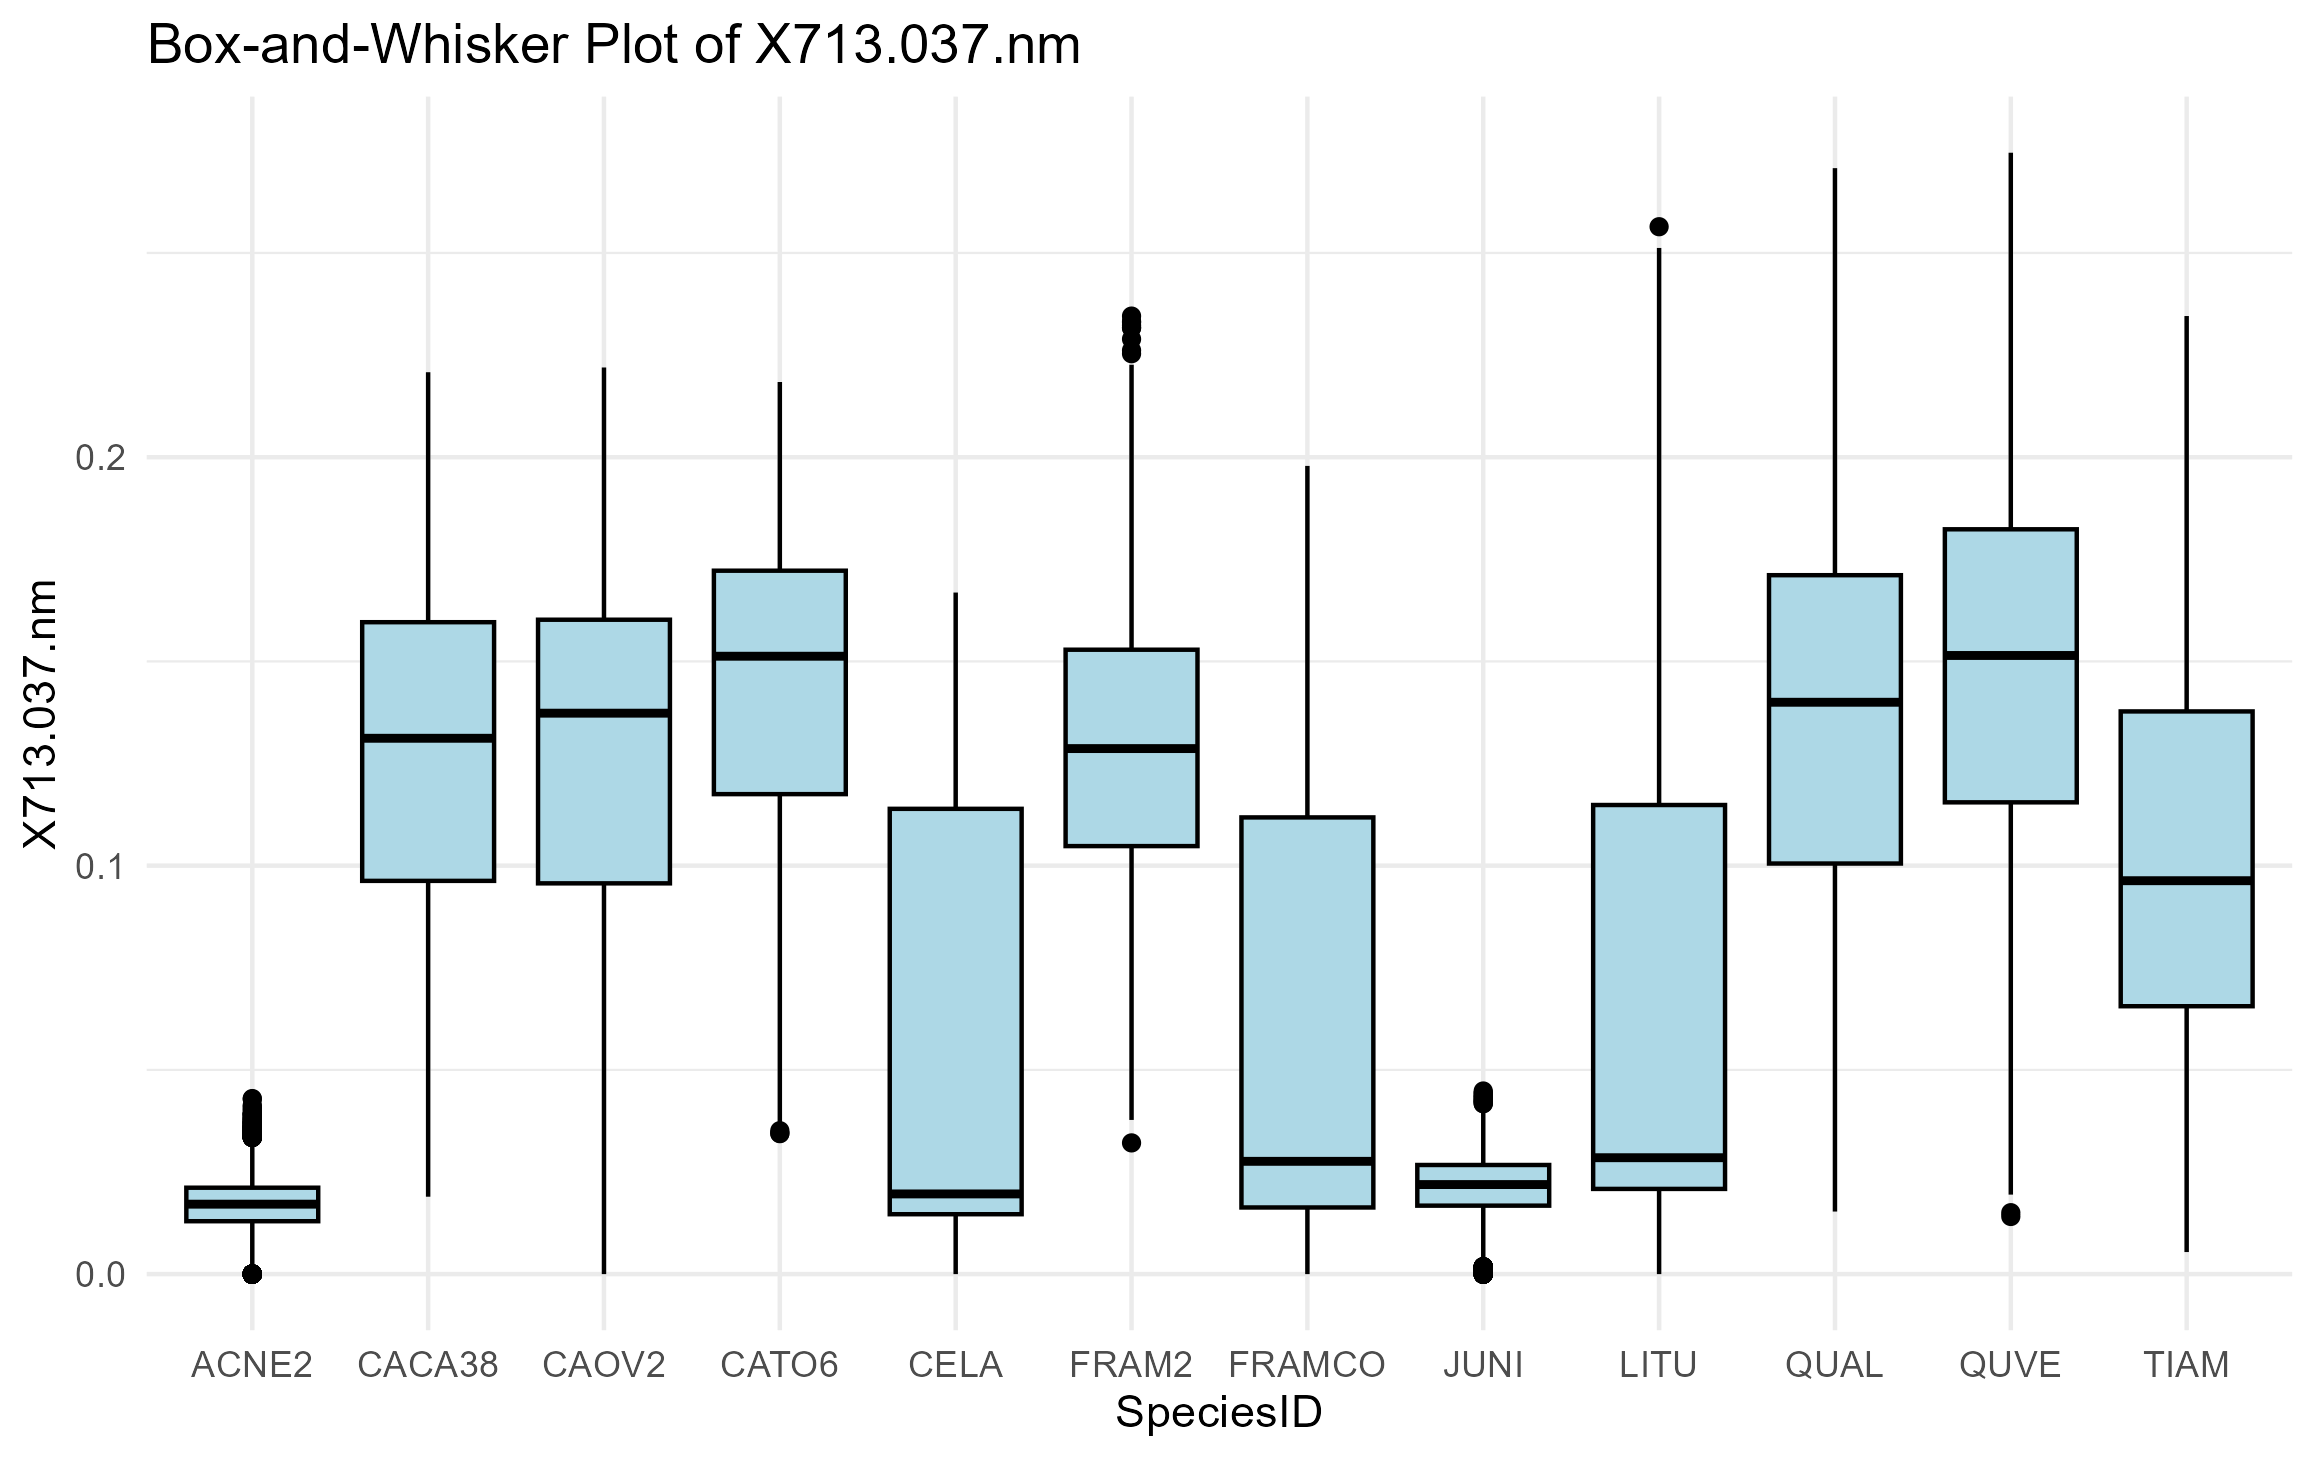 Box-and-Whisker Plot of X713.037.nm
X713.037.nm
0.2
0.1
0.0
ACNE2 CACA38 CAOV2 CATO6 CELA FRAM2 FRAMCO JUNI LITU QUAL QUVE TIAM
SpeciesID